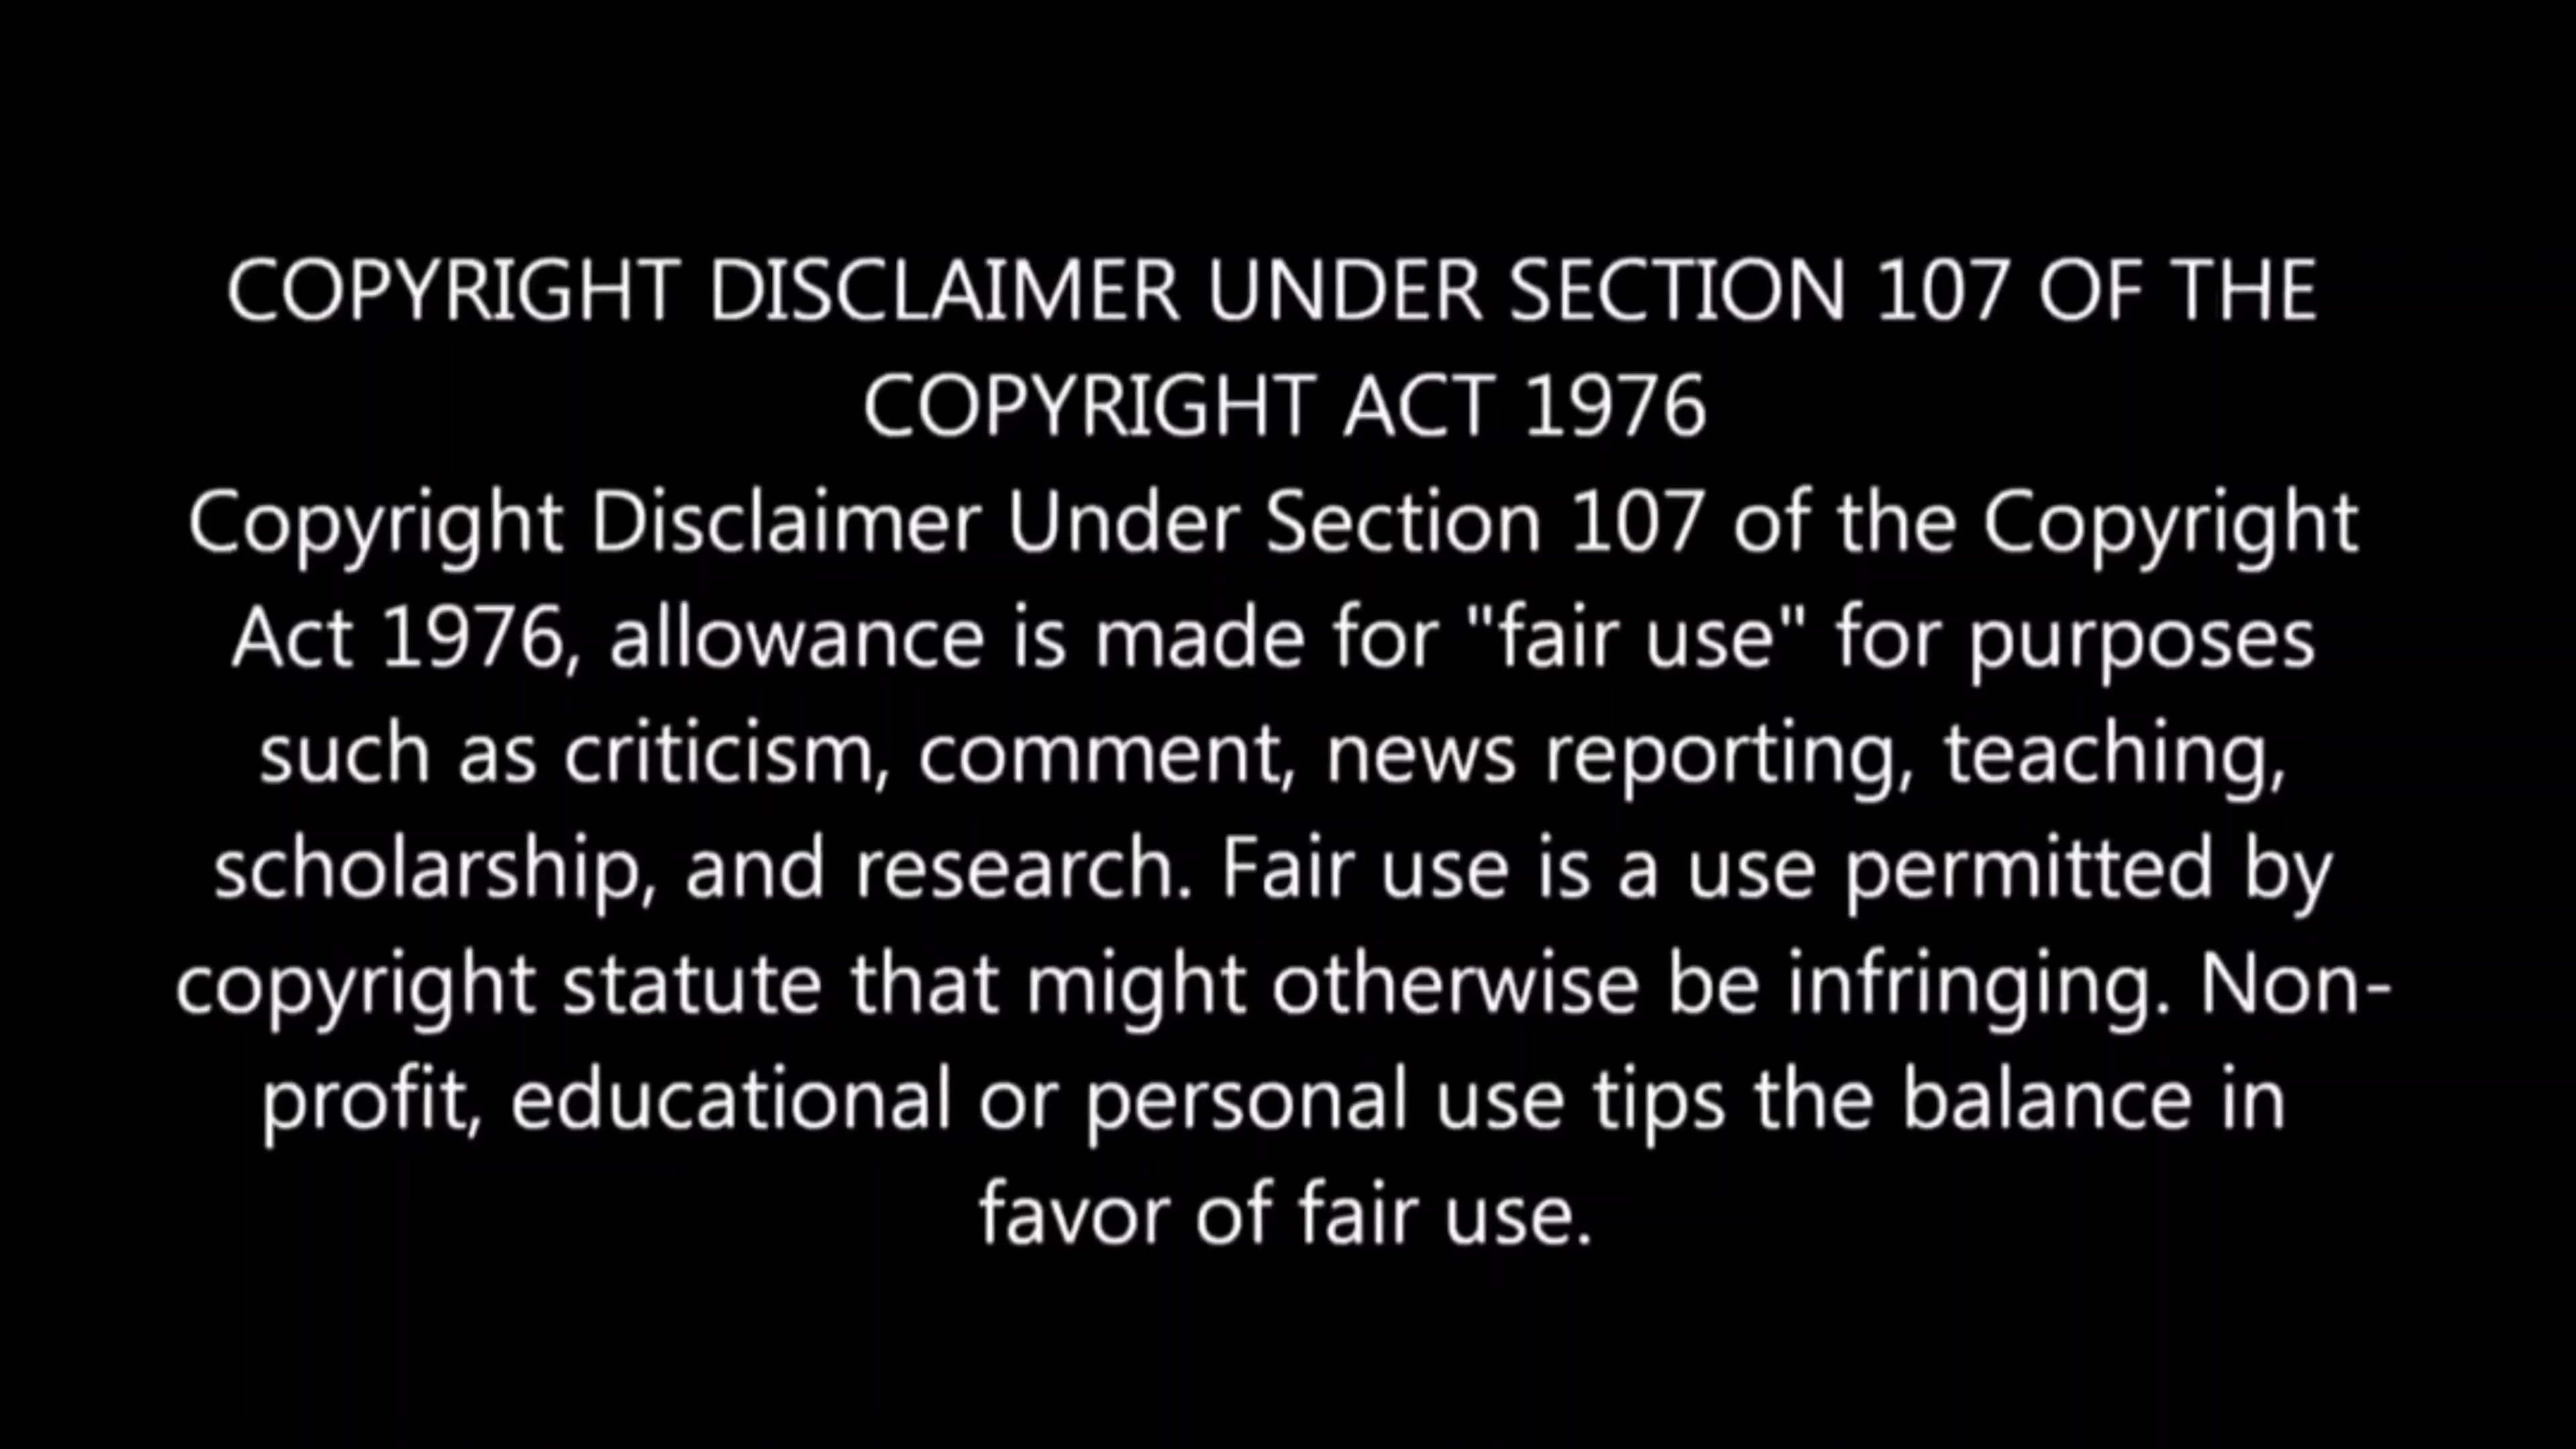 COPYRIGHT DISCLAIMER UNDER SECTION 107 OF THE
COPYRIGHT ACT 1976
Copyright Disclaimer Under Section 107 of the Copyright
Act 1976, allowance is made for "fair use" for purposes
such as criticism, comment, news reporting, teaching,
scholarship, and research. Fair use is a use permitted by
copyright statute that might otherwise be infringing. Non-
profit, educational or personal use tips the balance in
favor of fair use.